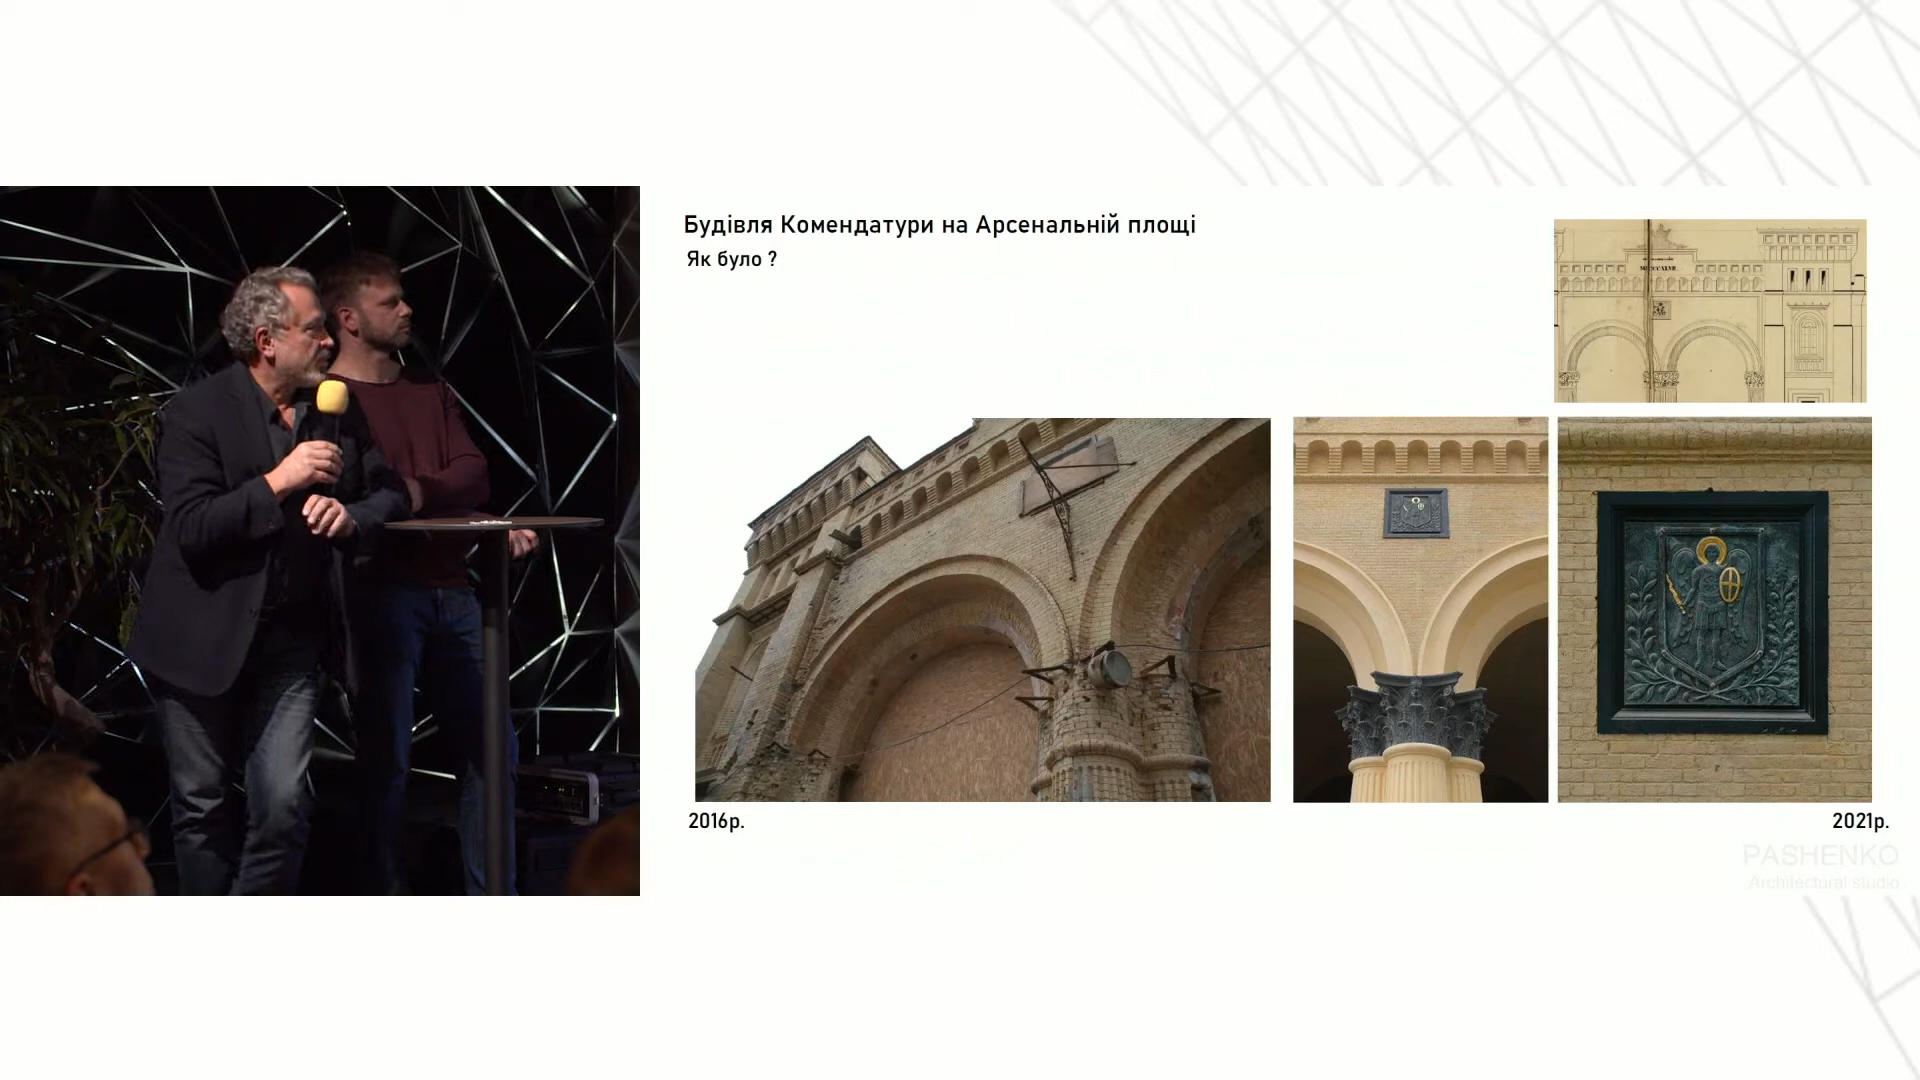 Будівля Комендатури на Арсенальній площі
Як було ?
2016р.
2021р.
PASHENKO
Architectural studio